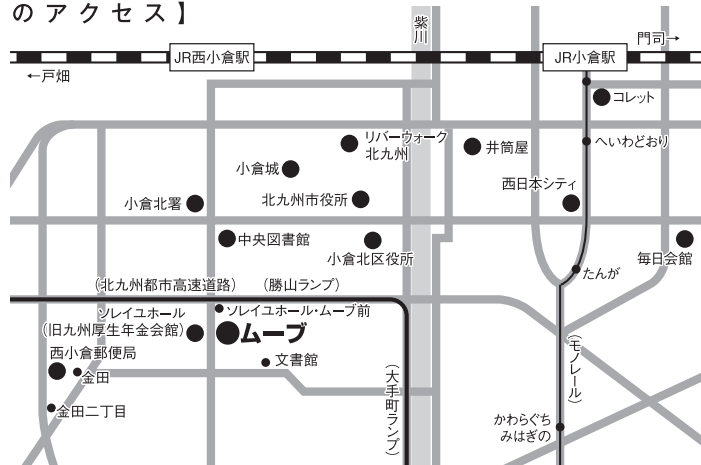 のアクセス】
紫川
門司→
JR西小倉駅
JR小倉駅
←戸畑
コレット
リバーウォーク
北九州
井筒屋
へいわどおり
小倉城
西日本シティ
小倉北署
北九州市役所
中央図書館
小倉北区役所
毎日会館
たんが
(北九州都市高速道路)
(勝山ランプ)
ソレイユホール
(旧九州厚生年金会館)
ソレイユホール・ムーブ前
ムーブ
西小倉郵便局
金田
文書館
(大手町ランプ)
(モノレール)
金田二丁目
かわらぐち
みはぎの